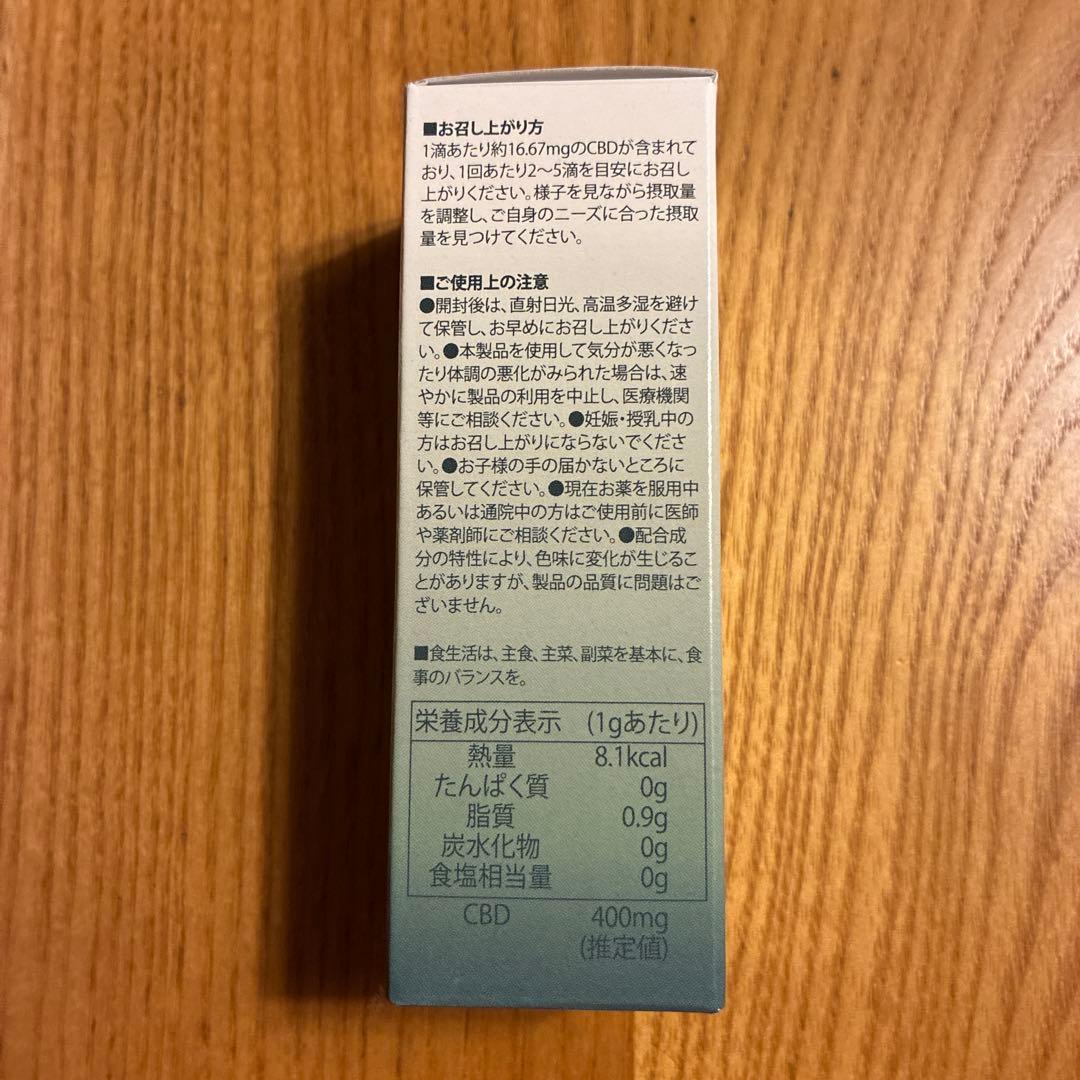 ■お召し上がり方
1滴あたり約16.67mgのCBDが含まれて
おり、1回あたり2〜5滴を目安にお召し
上がりください。様子を見ながら摂取量
を調整し、ご自身のニーズに合った摂取
量を見つけてください。
■ご使用上の注意
●開封後は、直射日光、高温多湿を避け
て保管し、お早めにお召し上がりくださ
い。●本製品を使用して気分が悪くなっ
たり体調の悪化がみられた場合は、速
やかに製品の利用を中止し、医療機関
等にご相談ください。●妊娠・授乳中の
方はお召し上がりにならないでくださ
い。●お子様の手の届かないところに
保管してください。●現在お薬を服用中
あるいは通院中の方はご使用前に医師
や薬剤師にご相談ください。●配合成
分の特性により、色味に変化が生じるこ
とがありますが、製品の品質に問題はご
ざいません。
■食生活は、主食、主菜、副菜を基本に、食
事のバランスを。
栄養成分表示 (1gあたり)
熱量 8.1kcal
たんぱく質 0g
脂質 0.9g
炭水化物 0g
食塩相当量 0g
CBD 400mg
(推定値)